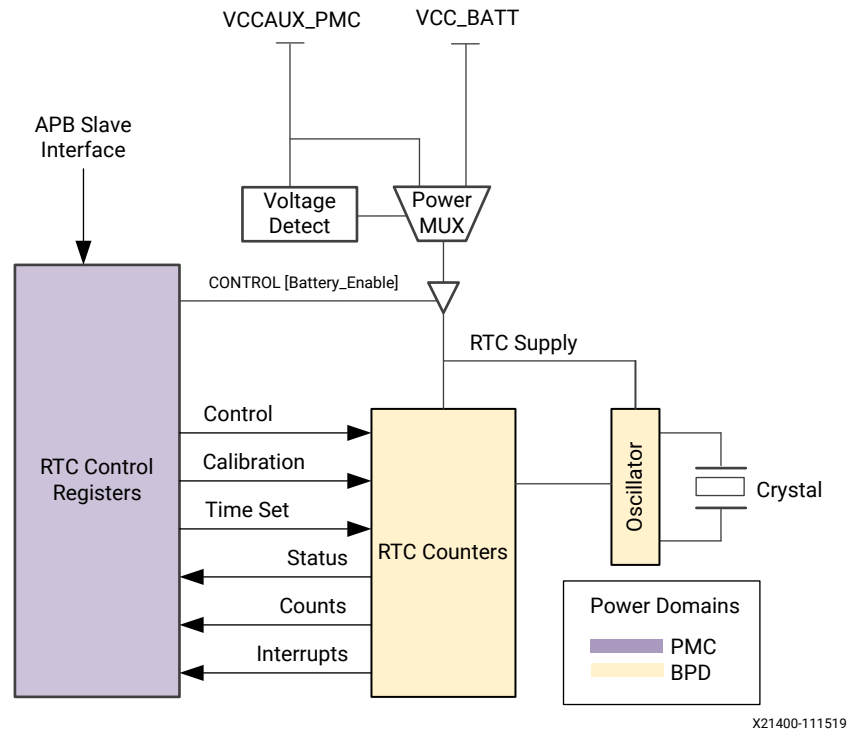 VCCAUX_PMC
VCC_BATT
APB Slave
Interface
Voltage
Detect
Power
MUX
CONTROL [Battery_Enable]
RTC Supply
Control
Calibration
Time Set
Status
Counts
Interrupts
RTC Control
Registers
RTC Counters
Oscillator
Crystal
Power Domains
PMC
BPD
X21400-111519